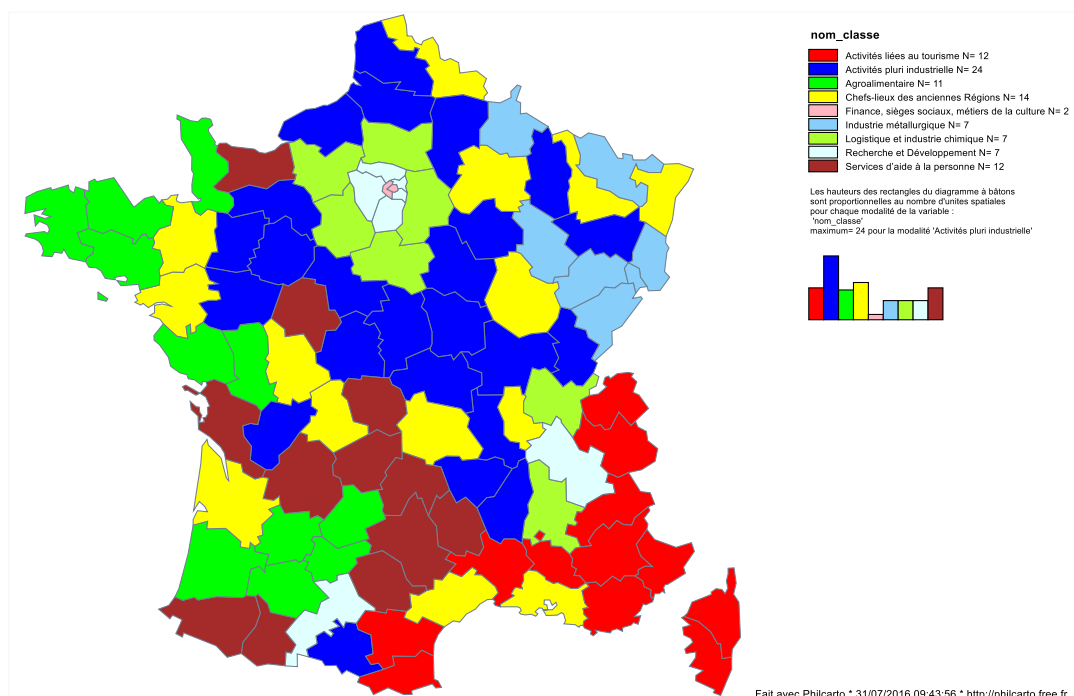 nom_classe
Activités liées au tourisme N= 12
Activités pluri industrielle N= 24
Agroalimentaire N= 11
Chefs-lieux des anciennes Régions N= 14
Finance, sièges sociaux, métiers de la culture N= 2
Industrie métallurgique N= 7
Logistique et industrie chimique N= 7
Recherche et Développement N= 7
Services d'aide à la personne N= 12
Les hauteurs des rectangles du diagramme à bâtons
sont proportionnelles au nombre d'unites spatiales
pour chaque modalité de la variable :
'nom_classe'
maximum= 24 pour la modalité 'Activités pluri industrielle'
Fait avec Philcarto * 31/07/2016 09:43:56 * http://philcarto.free.fr